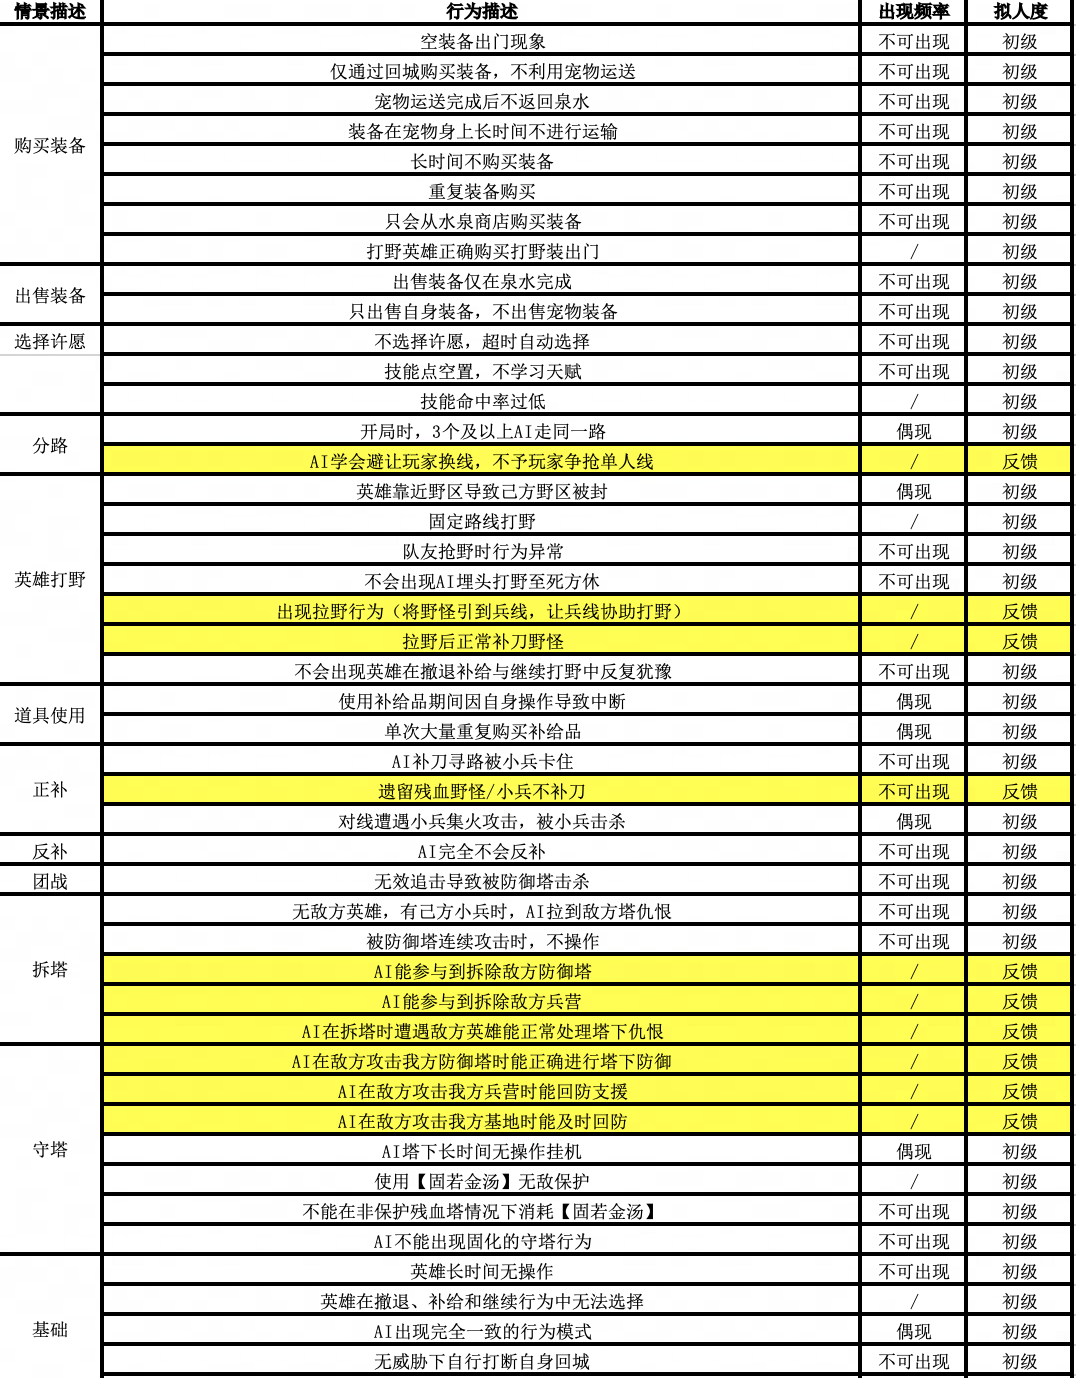 情景描述 行为描述 出现频率 拟人度
空装备出门现象 不可出现 初级
仅通过回城购买装备，不利用宠物运送 不可出现 初级
宠物运送完成后不返回泉水 不可出现 初级
装备在宠物身上长时间不进行运输 不可出现 初级
购买装备 长时间不购买装备 不可出现 初级
重复装备购买 不可出现 初级
只会从水泉商店购买装备 不可出现 初级
打野英雄正确购买打野装出门 / 初级
出售装备 出售装备仅在泉水完成 不可出现 初级
只出售自身装备，不出售宠物装备 不可出现 初级
选择许愿 不选择许愿，超时自动选择 不可出现 初级
技能点空置，不学习天赋 不可出现 初级
技能命中率过低 / 初级
分路 开局时，3个及以上AI走同一路 偶现 初级
AI学会避让玩家换线，不予玩家争抢单人线 / 反馈
英雄靠近野区导致己方野区被封 偶现 初级
固定路线打野 / 初级
队友抢野时行为异常 不可出现 初级
英雄打野 不会出现AI埋头打野至死方休 不可出现 初级
出现拉野行为（将野怪引到兵线，让兵线协助打野） / 反馈
拉野后正常补刀野怪 / 反馈
不会出现英雄在撤退补给与继续打野中反复犹豫 不可出现 初级
道具使用 使用补给品期间因自身操作导致中断 偶现 初级
单次大量重复购买补给品 偶现 初级
AI补刀寻路被小兵卡住 不可出现 初级
正补 遗留残血野怪/小兵不补刀 不可出现 反馈
对线遭遇小兵集火攻击，被小兵击杀 偶现 初级
反补 AI完全不会反补 不可出现 初级
团战 无效追击导致被防御塔击杀 不可出现 初级
无敌方英雄，有己方小兵时，AI拉到敌方塔仇恨 不可出现 初级
被防御塔连续攻击时，不操作 不可出现 初级
拆塔 AI能参与到拆除敌方防御塔 / 反馈
AI能参与到拆除敌方兵营 / 反馈
AI在拆塔时遭遇敌方英雄能正常处理塔下仇恨 / 反馈
AI在敌方攻击我方防御塔时能正确进行塔下防御 / 反馈
AI在敌方攻击我方兵营时能回防支援 / 反馈
AI在敌方攻击我方基地时能及时回防 / 反馈
守塔 AI塔下长时间无操作挂机 偶现 初级
使用【固若金汤】无敌保护 / 初级
不能在非保护残血塔情况下消耗【固若金汤】 不可出现 初级
AI不能出现固化的守塔行为 不可出现 初级
英雄长时间无操作 不可出现 初级
英雄在撤退、补给和继续行为中无法选择 / 初级
基础 AI出现完全一致的行为模式 偶现 初级
无威胁下自行打断自身回城 不可出现 初级